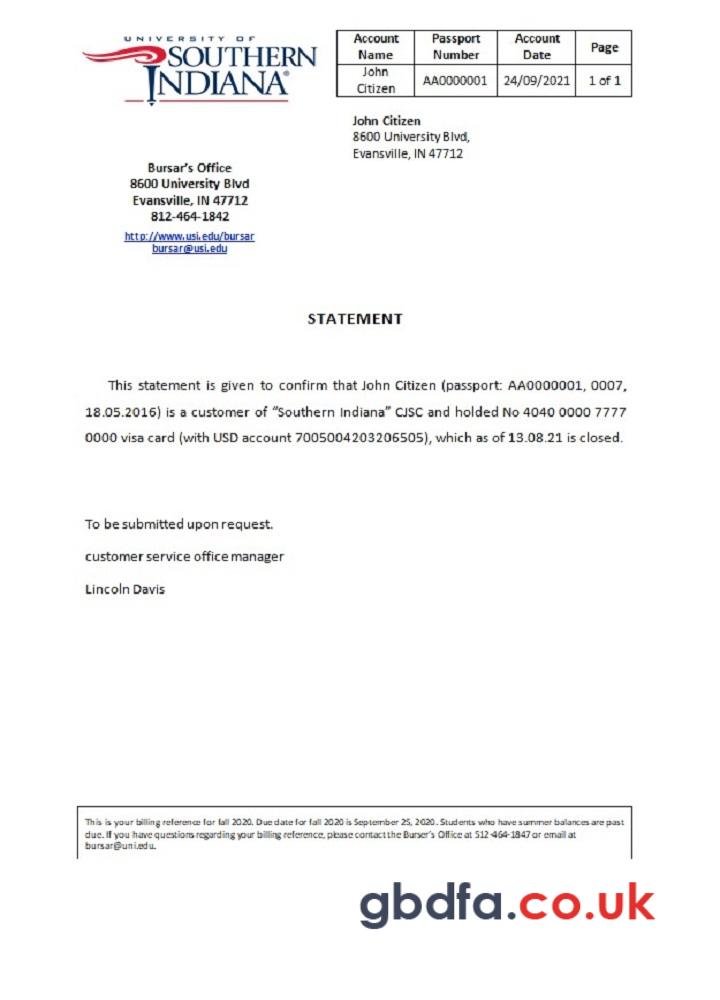 UNIVERSITY OF
SOUTHERN
INDIANA®
Account Name Passport Number Account Date Page
John Citizen AA0000001 24/09/2021 1 of 1
John Citizen
8600 University Blvd,
Evansville, IN 47712
Bursar's Office
8600 University Blvd
Evansville, IN 47712
812-464-1842
http://www.usi.edu/bursar
bursar@usi.edu
STATEMENT
This statement is given to confirm that John Citizen (passport: AA0000001, 0007,
18.05.2016) is a customer of "Southern Indiana" CJSC and holded No 4040 0000 7777
0000 visa card (with USD account 7005004203206505), which as of 13.08.21 is closed.
To be submitted upon request.
customer service office manager
Lincoln Davis
This is your billing reference for fall 2020. Due date for fall 2020 is September 25, 2020. Students who have summer balances are past
due. If you have questions regarding your billing reference, please contact the Burser's Office at 512-464-1847 or email at
bursar@uni.edu.
gbdfa.co.uk